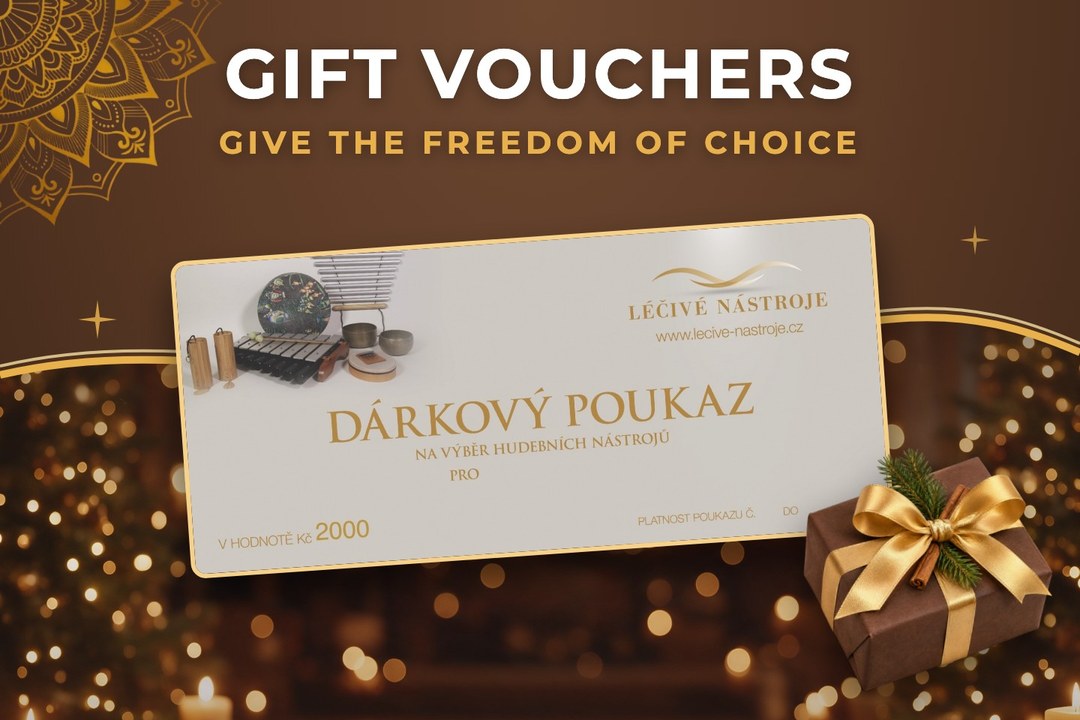 GIFT VOUCHERS
GIVE THE FREEDOM OF CHOICE
LÉČIVÉ NÁSTROJE
www.lecive-nastroje.cz
DÁRKOVÝ POUKAZ
NA VÝBĚR HUDEBNÍCH NÁSTROJŮ
PRO
V HODNOTĚ Kč 2000
PLATNOST POUKAZU Č. DO